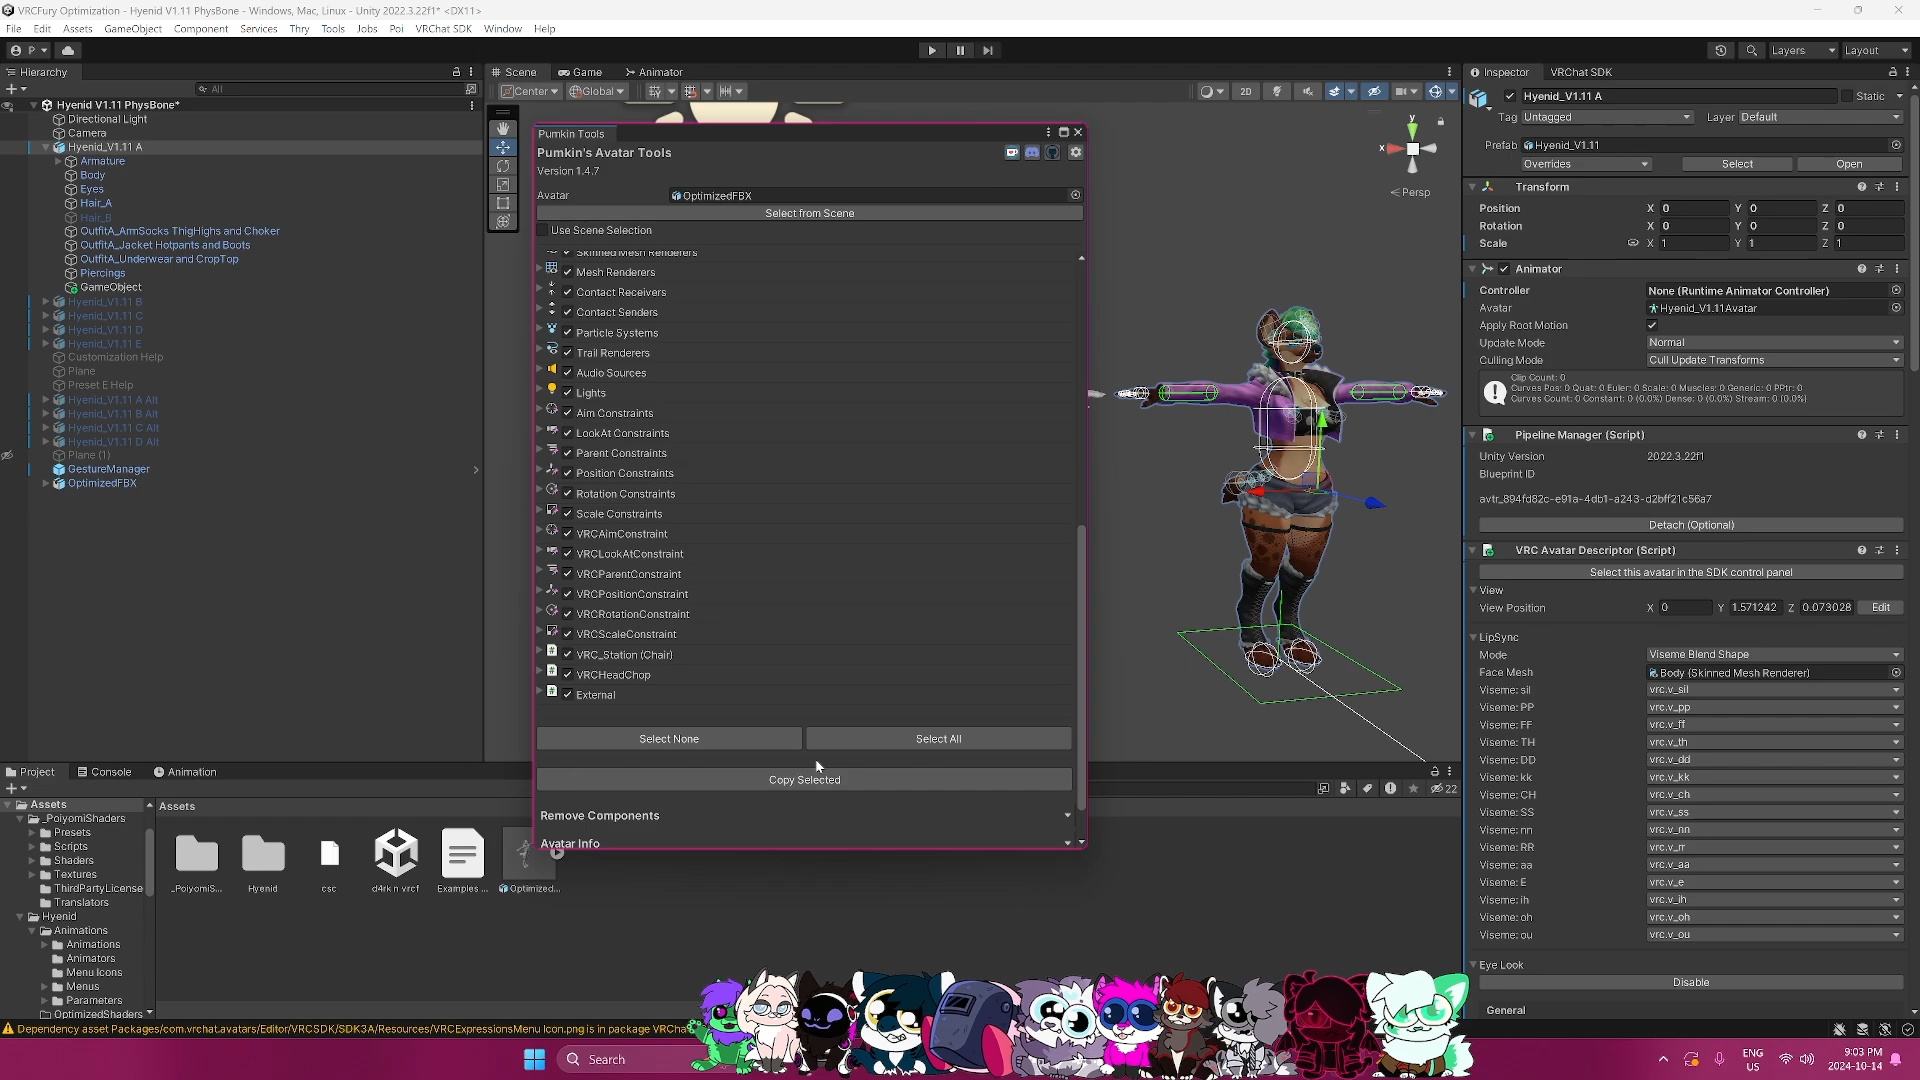 VRCFury Optimization - Hyenid V1.11 PhysBone - Windows, Mac, Linux - Unity 2022.3.22f1* <DX11>
File Edit Assets GameObject Component Services Thry Tools Jobs Poi VRChat SDK Window Help
P Layers Layout
Hierarchy
All
Hyenid V1.11 PhysBone*
Directional Light
Camera
Hyenid_V1.11 A
Armature
Body
Eyes
Hair_A
Hair_B
OutfitA_ArmSocks ThigHighs and Choker
OutfitA_Jacket Hotpants and Boots
OutfitA_Underwear and CropTop
Piercings
GameObject
Hyenid_V1.11 B
Hyenid_V1.11 C
Hyenid_V1.11 D
Hyenid_V1.11 E
Customization Help
Plane
Preset E Help
Hyenid_V1.11 A Alt
Hyenid_V1.11 B Alt
Hyenid_V1.11 C Alt
Hyenid_V1.11 D Alt
Plane (1)
GestureManager
OptimizedFBX
Scene Game Animator
Center Global 2D
y
x
Persp
Pumkin Tools
Pumkin's Avatar Tools
Version 1.4.7
Avatar OptimizedFBX
Select from Scene
Use Scene Selection
Skinned Mesh Renderers
Mesh Renderers
Contact Receivers
Contact Senders
Particle Systems
Trail Renderers
Audio Sources
Lights
Aim Constraints
LookAt Constraints
Parent Constraints
Position Constraints
Rotation Constraints
Scale Constraints
VRCAimConstraint
VRCLookAtConstraint
VRCParentConstraint
VRCPositionConstraint
VRCRotationConstraint
VRCScaleConstraint
VRC_Station (Chair)
VRCHeadChop
External
Select None Select All
Copy Selected
Remove Components
Avatar Info
Inspector VRChat SDK
Hyenid_V1.11 A Static
Tag Untagged Layer Default
Prefab Hyenid_V1.11
Overrides Select Open
Transform
Position X 0 Y 0 Z 0
Rotation X 0 Y 0 Z 0
Scale X 1 Y 1 Z 1
Animator
Controller None (Runtime Animator Controller)
Avatar Hyenid_V1.11Avatar
Apply Root Motion
Update Mode Normal
Culling Mode Cull Update Transforms
Clip Count: 0
Curves Pos: 0 Quat: 0 Euler: 0 Scale: 0 Muscles: 0 Generic: 0 PPtr: 0
Curves Count: 0 Constant: 0 (0.0%) Dense: 0 (0.0%) Stream: 0 (0.0%)
Pipeline Manager (Script)
Unity Version 2022.3.22f1
Blueprint ID
avtr_894fd82c-e91a-4db1-a243-d2bff21c56a7
Detach (Optional)
VRC Avatar Descriptor (Script)
Select this avatar in the SDK control panel
View
View Position X 0 Y 1.571242 Z 0.073028 Edit
LipSync
Mode Viseme Blend Shape
Face Mesh Body (Skinned Mesh Renderer)
Viseme: sil vrc.v_sil
Viseme: PP vrc.v_pp
Viseme: FF vrc.v_ff
Viseme: TH vrc.v_th
Viseme: DD vrc.v_dd
Viseme: kk vrc.v_kk
Viseme: CH vrc.v_ch
Viseme: SS vrc.v_ss
Viseme: nn vrc.v_nn
Viseme: RR vrc.v_rr
Viseme: aa vrc.v_aa
Viseme: E vrc.v_e
Viseme: ih vrc.v_ih
Viseme: oh vrc.v_oh
Viseme: ou vrc.v_ou
Eye Look
Disable
General
Project Console Animation
22
Assets
_PoiyomiShaders
Presets
Scripts
Shaders
Textures
ThirdPartyLicense
Translators
Hyenid
Animations
Animations
Animators
Menu Icons
Menus
Parameters
OptimizedShaders
Assets
_PoiyomiS... Hyenid csc d4rk n vrcf Examples ... Optimized...
Dependency asset Packages/com.vrchat.avatars/Editor/VRCSDK/SDK3A/Resources/VRCExpressionsMenu Icon.png is in package VRCha
Search
ENG
US
9:03 PM
2024-10-14